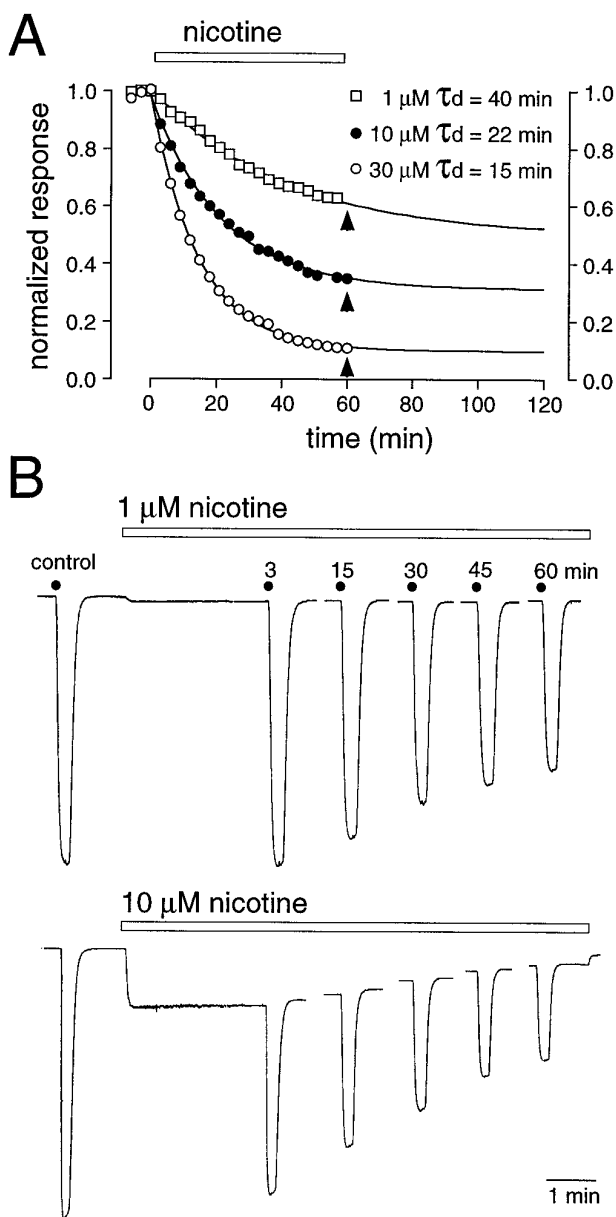 A
nicotine
1 μM τd = 40 min
10 μM τd = 22 min
30 μM τd = 15 min
normalized response
1.0
0.8
0.6
0.4
0.2
0.0
1.0
0.8
0.6
0.4
0.2
0.0
0 20 40 60 80 100 120
time (min)
B
1 μM nicotine
control 3 15 30 45 60 min
10 μM nicotine
1 min